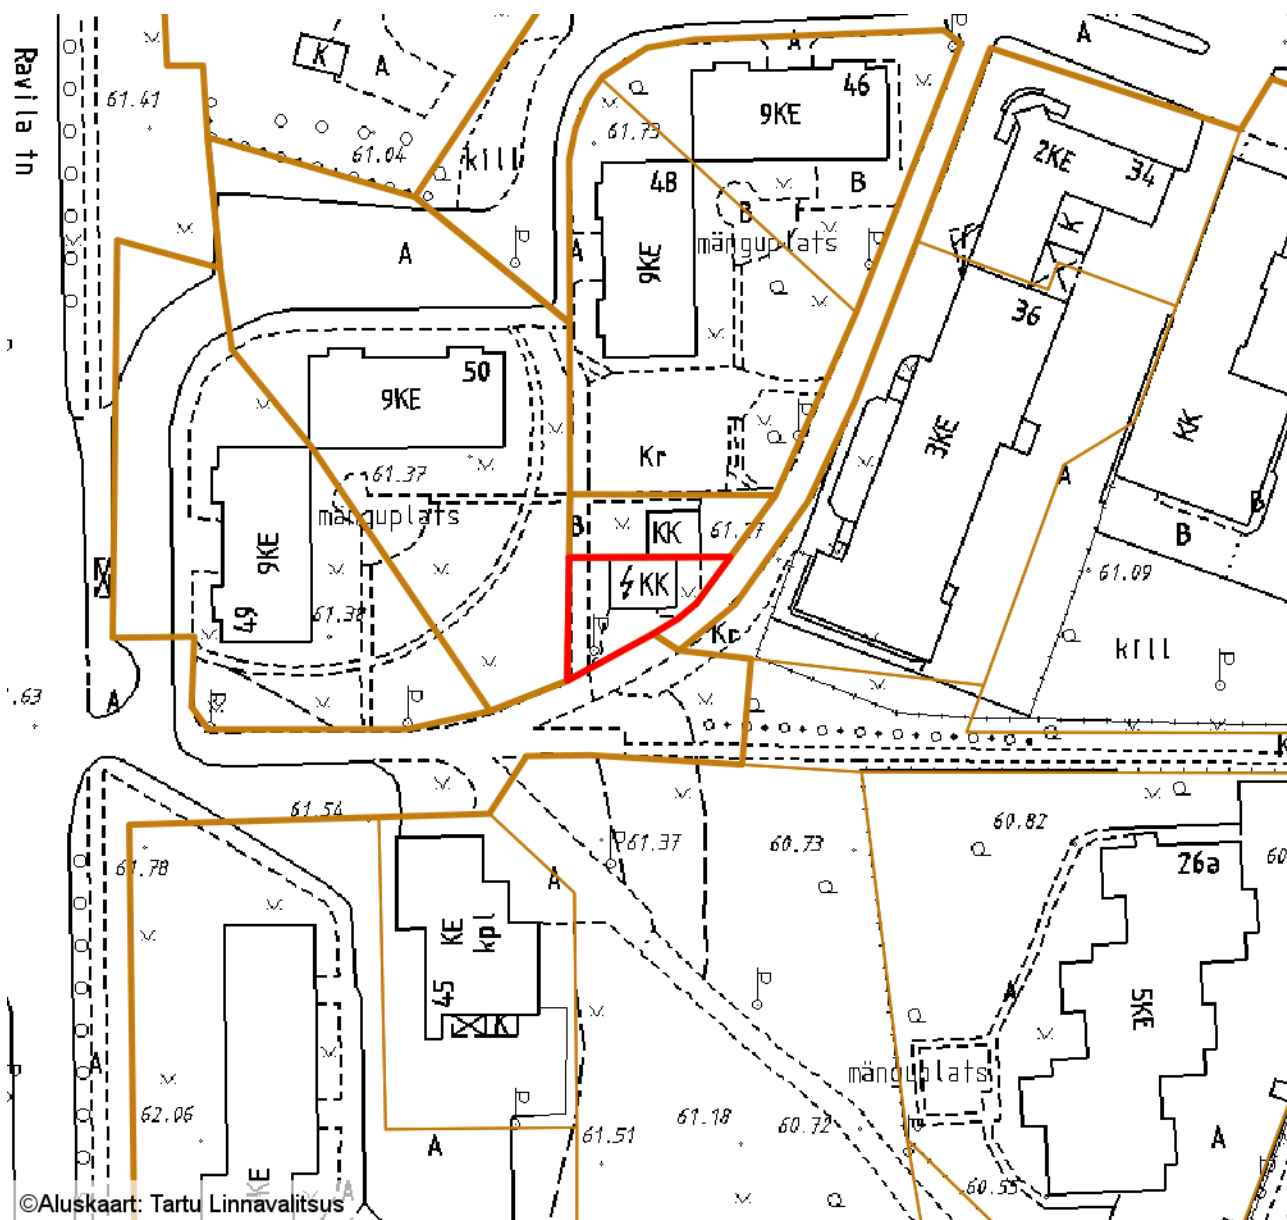 Ravila tn
K
A
A
61.41
61.04
kill
A
A
61.73
9KE
46
48
9KE
B
B
mänguplats
A
2KE
34
K
36
3KE
KK
A
B
B
61.09
kill
50
9KE
61.37
mänguplats
9KE
49
61.38
Kr
B
KK
61.27
KK
Kr
A
61.54
61.78
A
KE
kpl
45
K
A
61.37
60.73
60.82
26a
5KE
A
mänguplats
A
A
62.06
KE
A
A
61.51
61.18
60.72
60.55
©Aluskaart: Tartu Linnavalitsus